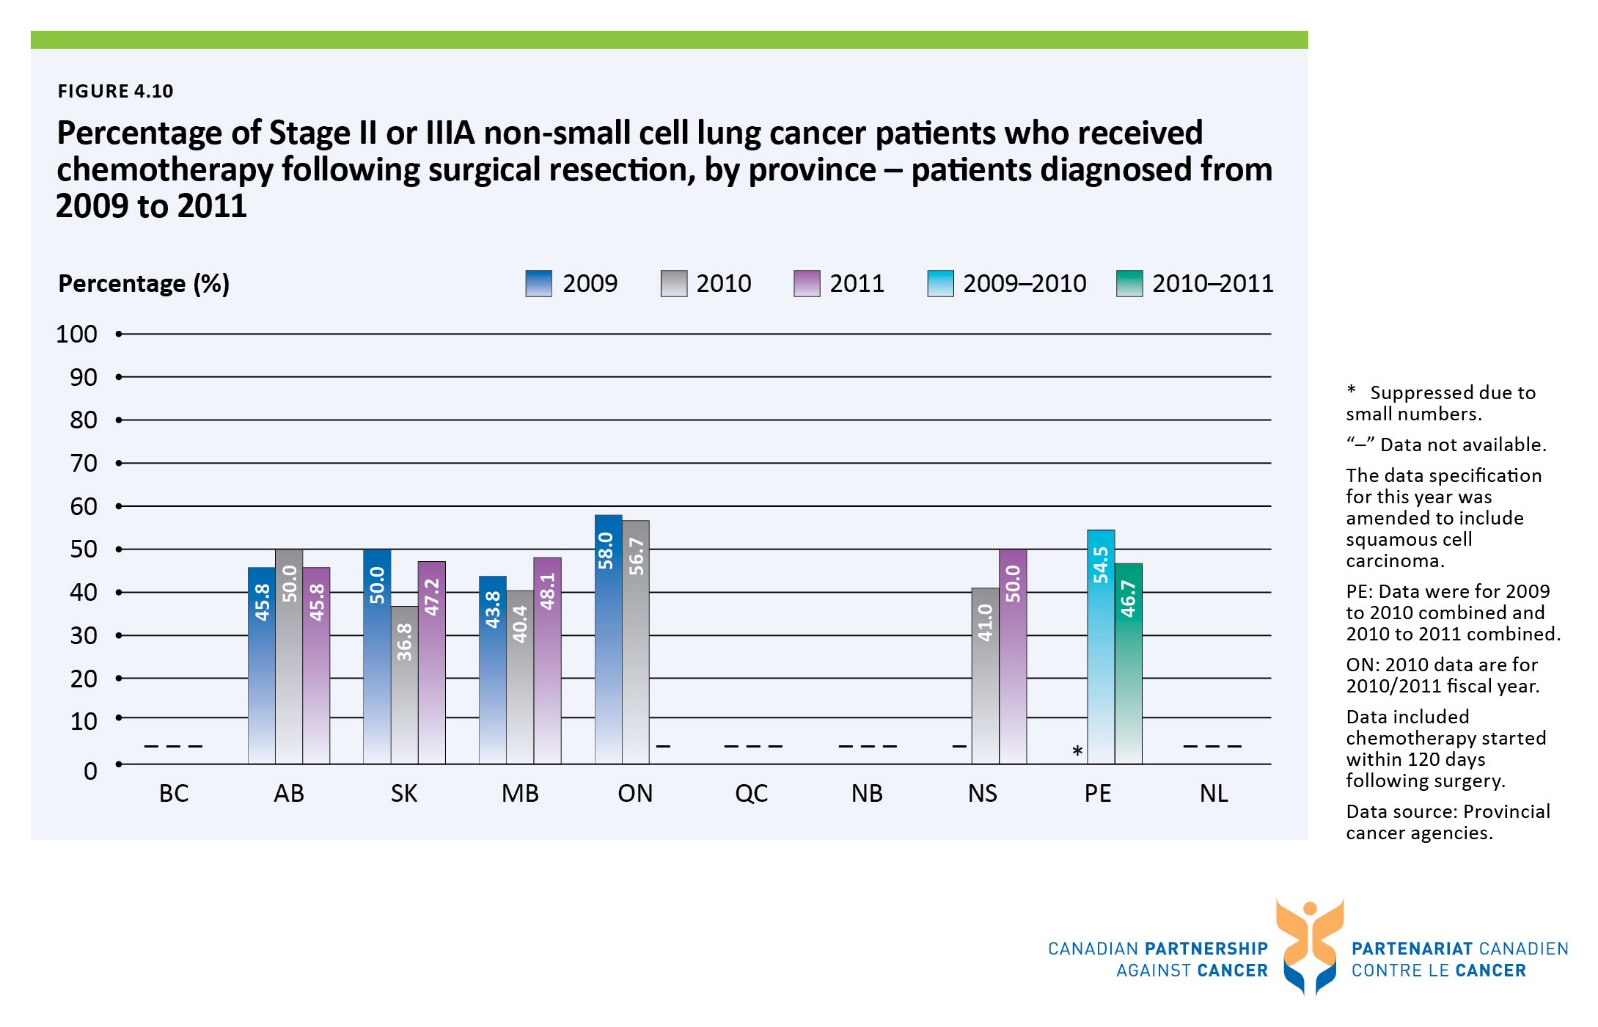 FIGURE 4.10
Percentage of Stage II or IIIA non-small cell lung cancer patients who received
chemotherapy following surgical resection, by province – patients diagnosed from
2009 to 2011
Percentage (%)
2009
2010
2011
2009–2010
2010–2011
100
90
80
70
60
50
40
30
20
10
0
– – –
45.8
50.0
45.8
50.0
36.8
47.2
43.8
40.4
48.1
58.0
56.7
–
– – –
– – –
–
41.0
50.0
*
54.5
46.7
– – –
BC
AB
SK
MB
ON
QC
NB
NS
PE
NL
* Suppressed due to
small numbers.
“–” Data not available.
The data specification
for this year was
amended to include
squamous cell
carcinoma.
PE: Data were for 2009
to 2010 combined and
2010 to 2011 combined.
ON: 2010 data are for
2010/2011 fiscal year.
Data included
chemotherapy started
within 120 days
following surgery.
Data source: Provincial
cancer agencies.
CANADIAN PARTNERSHIP
AGAINST CANCER
PARTENARIAT CANADIEN
CONTRE LE CANCER